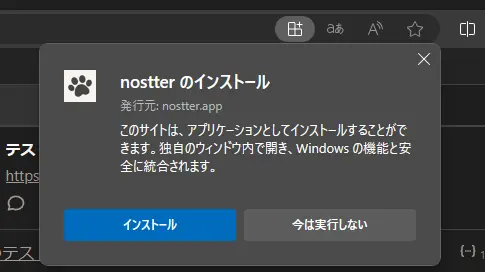 aあ
A
nostter のインストール
発行元: nostter.app
このサイトは、アプリケーションとしてインストールすることがで
きます。独自のウィンドウ内で開き、Windows の機能と安
全に統合されます。
テス
https
インストール
今は実行しない
のテス
{···} 1